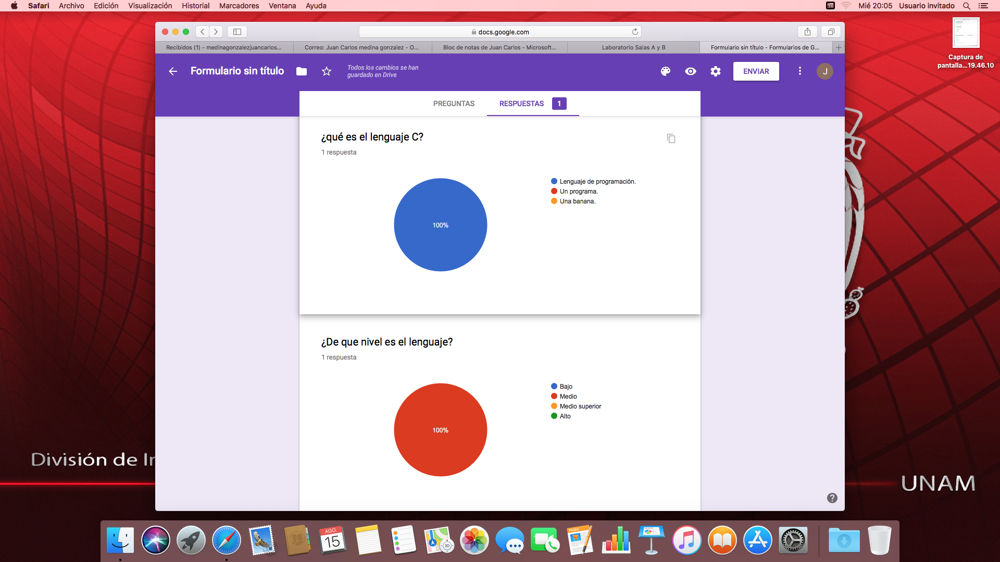 Safari Archivo Edición Visualización Historial Marcadores Ventana Ayuda Mié 20:05 Usuario invitado
docs.google.com
Recibidos (1) - medinagonzalezjuancarlos... Correo: Juan Carlos medina gonzalez - O... Bloc de notas de Juan Carlos - Microsoft... Laboratorio Salas A y B Formulario sin título - Formularios de G...
Captura de
pantalla...19.46.10
Formulario sin título
Todos los cambios se han
guardado en Drive
ENVIAR
J
PREGUNTAS RESPUESTAS 1
¿qué es el lenguaje C?
1 respuesta
Lenguaje de programación.
Un programa.
Una banana.
100%
¿De que nivel es el lenguaje?
1 respuesta
Bajo
Medio
Medio superior
Alto
100%
División de In
UNAM
?
AGO.
15
PAGES
3D